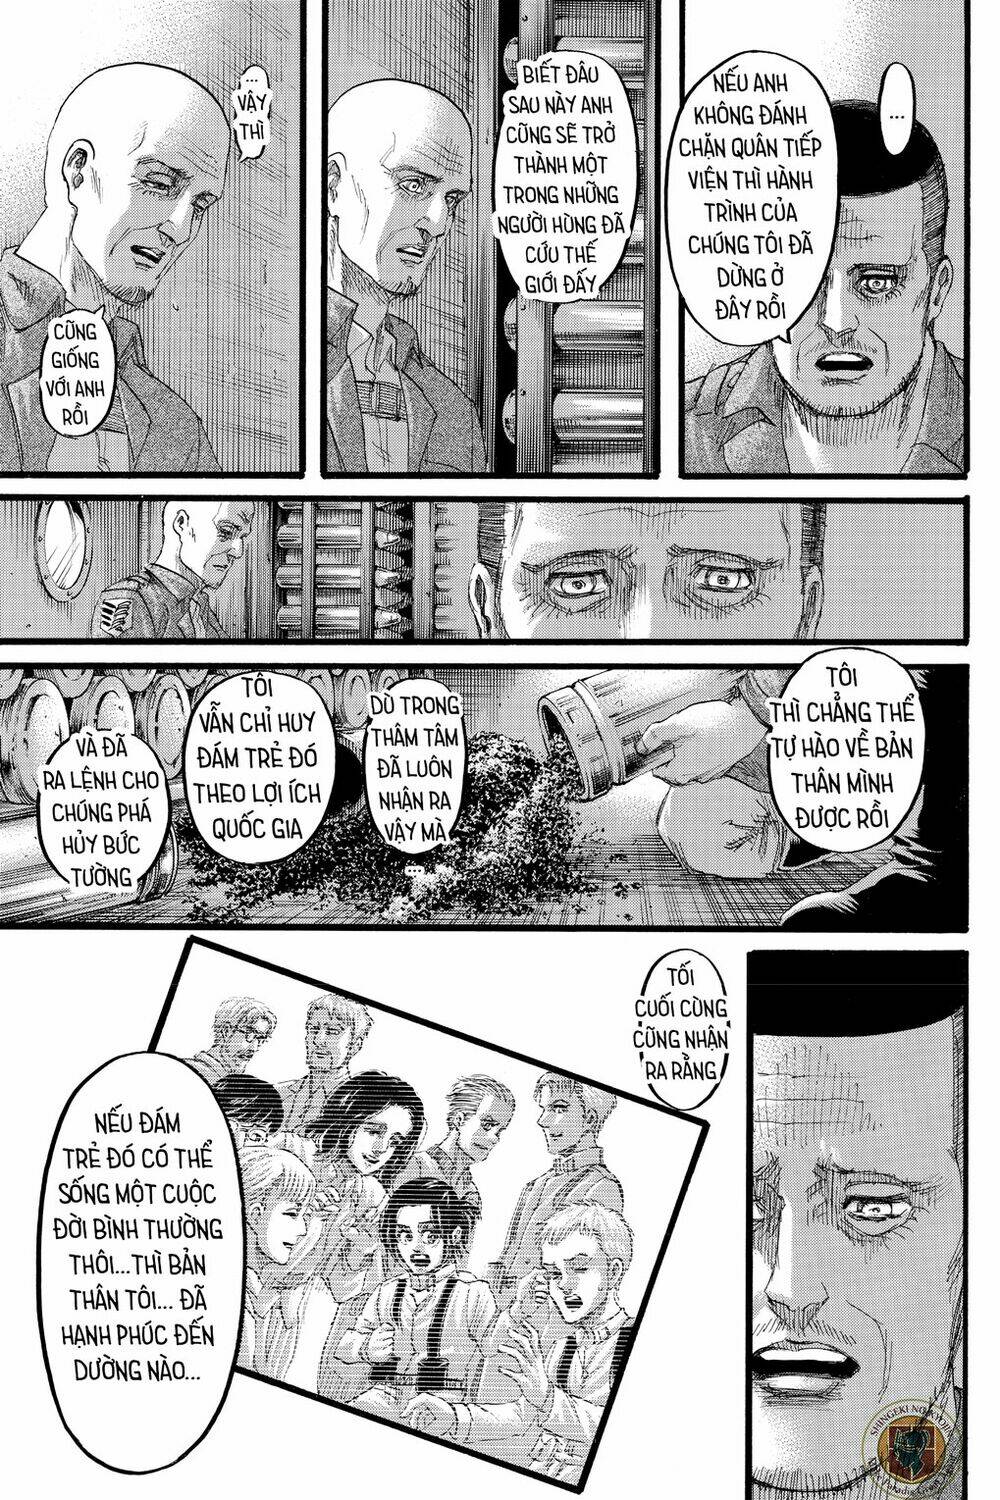 ...
NẾU ANH
KHÔNG ĐÁNH
CHẶN QUÂN TIẾP
VIỆN THÌ HÀNH
TRÌNH CỦA
CHÚNG TÔI ĐÃ
DỪNG Ở
ĐÂY RỒI
BIẾT ĐÂU
SAU NÀY ANH
CŨNG SẼ TRỞ
THÀNH MỘT
TRONG NHỮNG
NGƯỜI HÙNG ĐÃ
CỨU THẾ
GIỚI ĐẤY
...
VẬY
THÌ
CŨNG
GIỐNG
VỚI ANH
RỒI
TÔI
THÌ CHẲNG THỂ
TỰ HÀO VỀ BẢN
THÂN MÌNH
ĐƯỢC RỒI
DÙ TRONG
THÂM TÂM
ĐÃ LUÔN
NHẬN RA
VẬY MÀ
...
TÔI
VẪN CHỈ HUY
ĐÁM TRẺ ĐÓ
THEO LỢI ÍCH
QUỐC GIA
VÀ ĐÃ
RA LỆNH CHO
CHÚNG PHÁ
HỦY BỨC
TƯỜNG
TỐI
CUỐI CÙNG
CŨNG NHẬN
RA RẰNG
NẾU ĐÁM
TRẺ ĐÓ CÓ THỂ
SỐNG MỘT CUỘC
ĐỜI BÌNH THƯỜNG
THÔI...THÌ BẢN
THÂN TÔI... ĐÃ
HẠNH PHÚC ĐẾN
DƯỜNG NÀO...
SHINGEKI NO KYOJIN